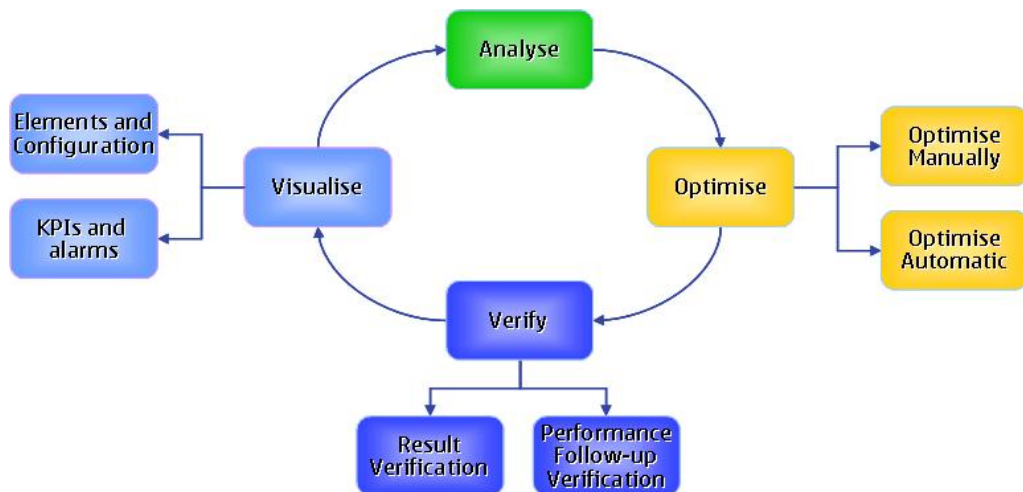 Analyse
Elements and
Configuration
Optimise
Manually
Visualise
Optimise
KPIs and
alarms
Optimise
Automatic
Verify
Result
Verification
Performance
Follow-up
Verification